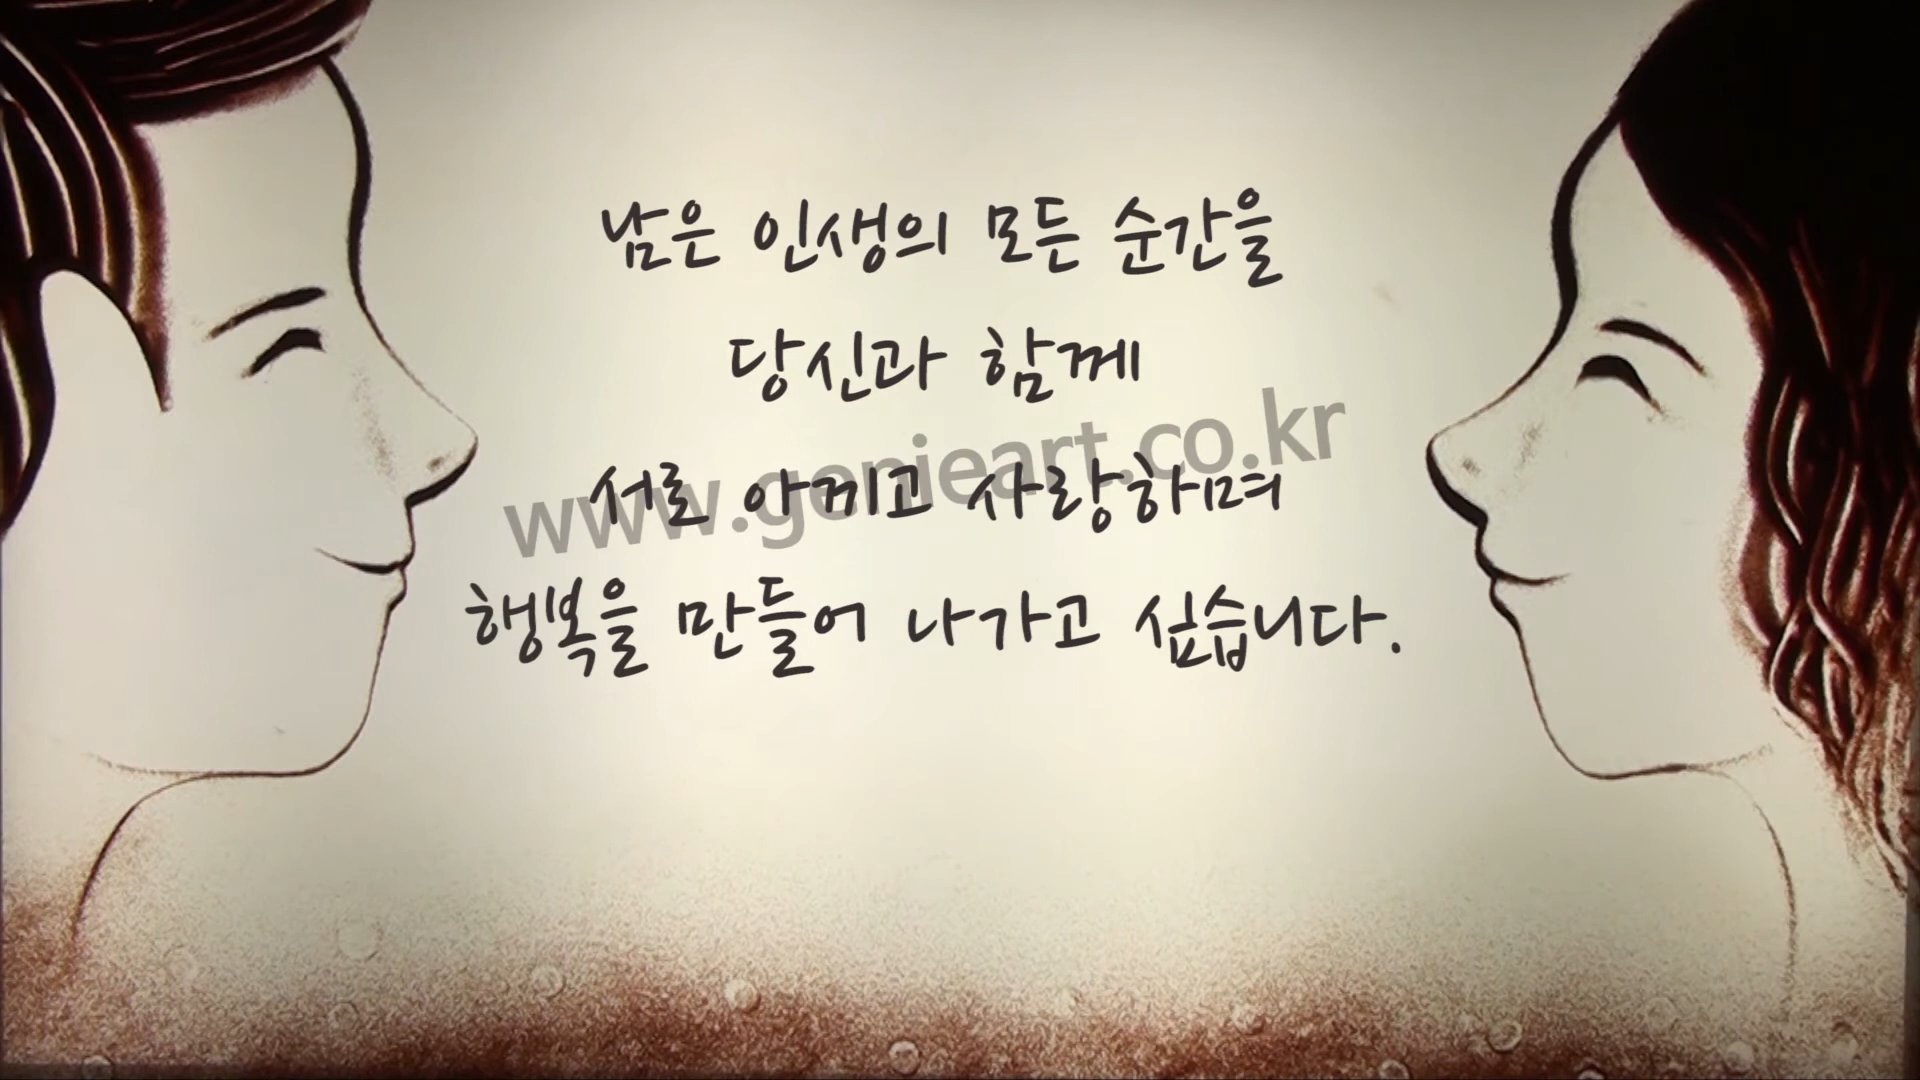 남은 인생의 모든 순간을
당신과 함께
www.genieart.co.kr
서로 아끼고 사랑하며
행복을 만들어 나가고 싶습니다.